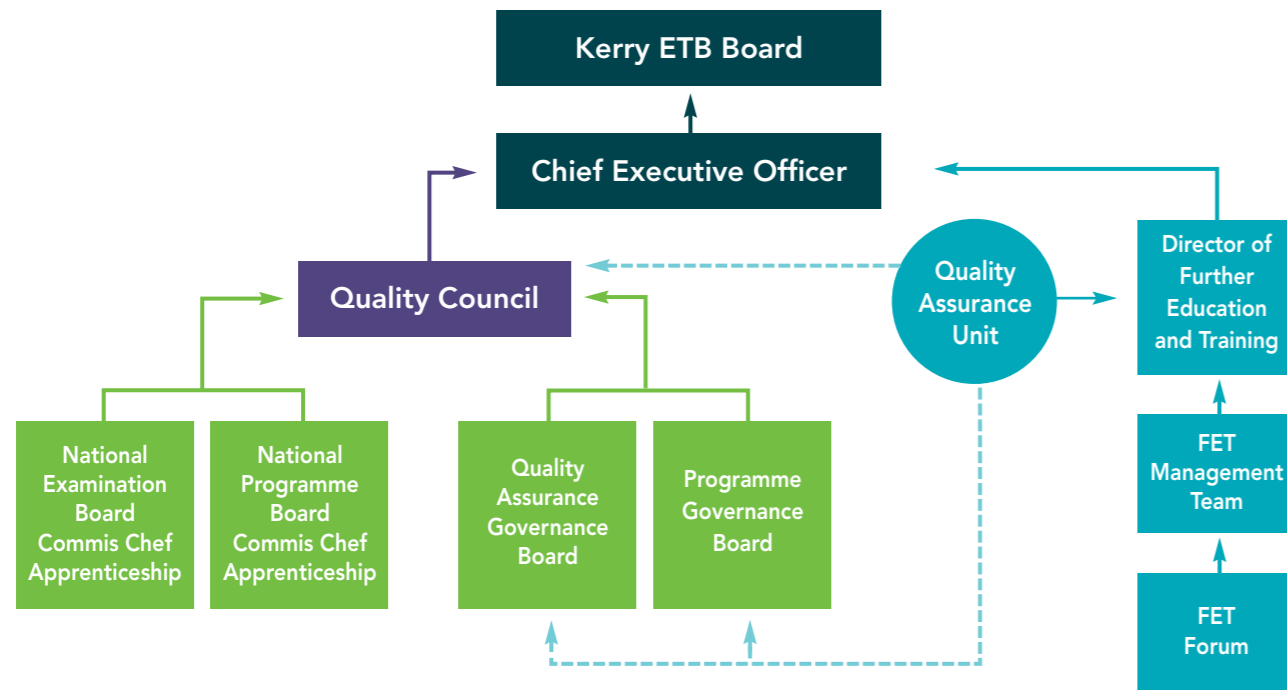 Kerry ETB Board
Chief Executive Officer
Quality Council
Quality
Assurance
Unit
Director of
Further
Education
and Training
National
Examination
Board
Commis Chef
Apprenticeship
National
Programme
Board
Commis Chef
Apprenticeship
Quality
Assurance
Governance
Board
Programme
Governance
Board
FET
Management
Team
FET
Forum